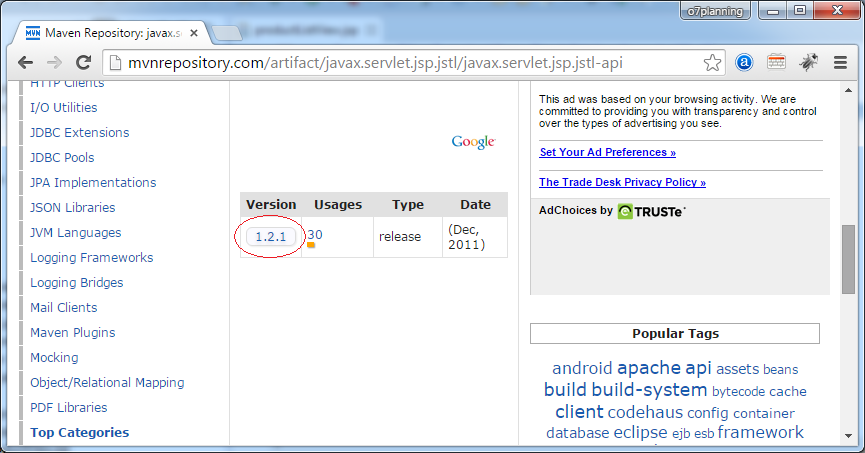 o7planning
MVN Maven Repository: javax.se
mvnrepository.com/artifact/javax.servlet.jsp.jstl/javax.servlet.jsp.jstl-api
HTTP Clients
I/O Utilities
JDBC Extensions
JDBC Pools
JPA Implementations
JSON Libraries
JVM Languages
Logging Frameworks
Logging Bridges
Mail Clients
Maven Plugins
Mocking
Object/Relational Mapping
PDF Libraries
Top Categories
Google
Version Usages Type Date
1.2.1 30 release (Dec,
2011)
This ad was based on your browsing activity. We are
committed to providing you with transparency and control
over the types of advertising you see.
Set Your Ad Preferences »
The Trade Desk Privacy Policy »
AdChoices by TRUSTe
Popular Tags
android apache api assets beans
build build-system bytecode cache
client codehaus config container
database eclipse ejb esb framework